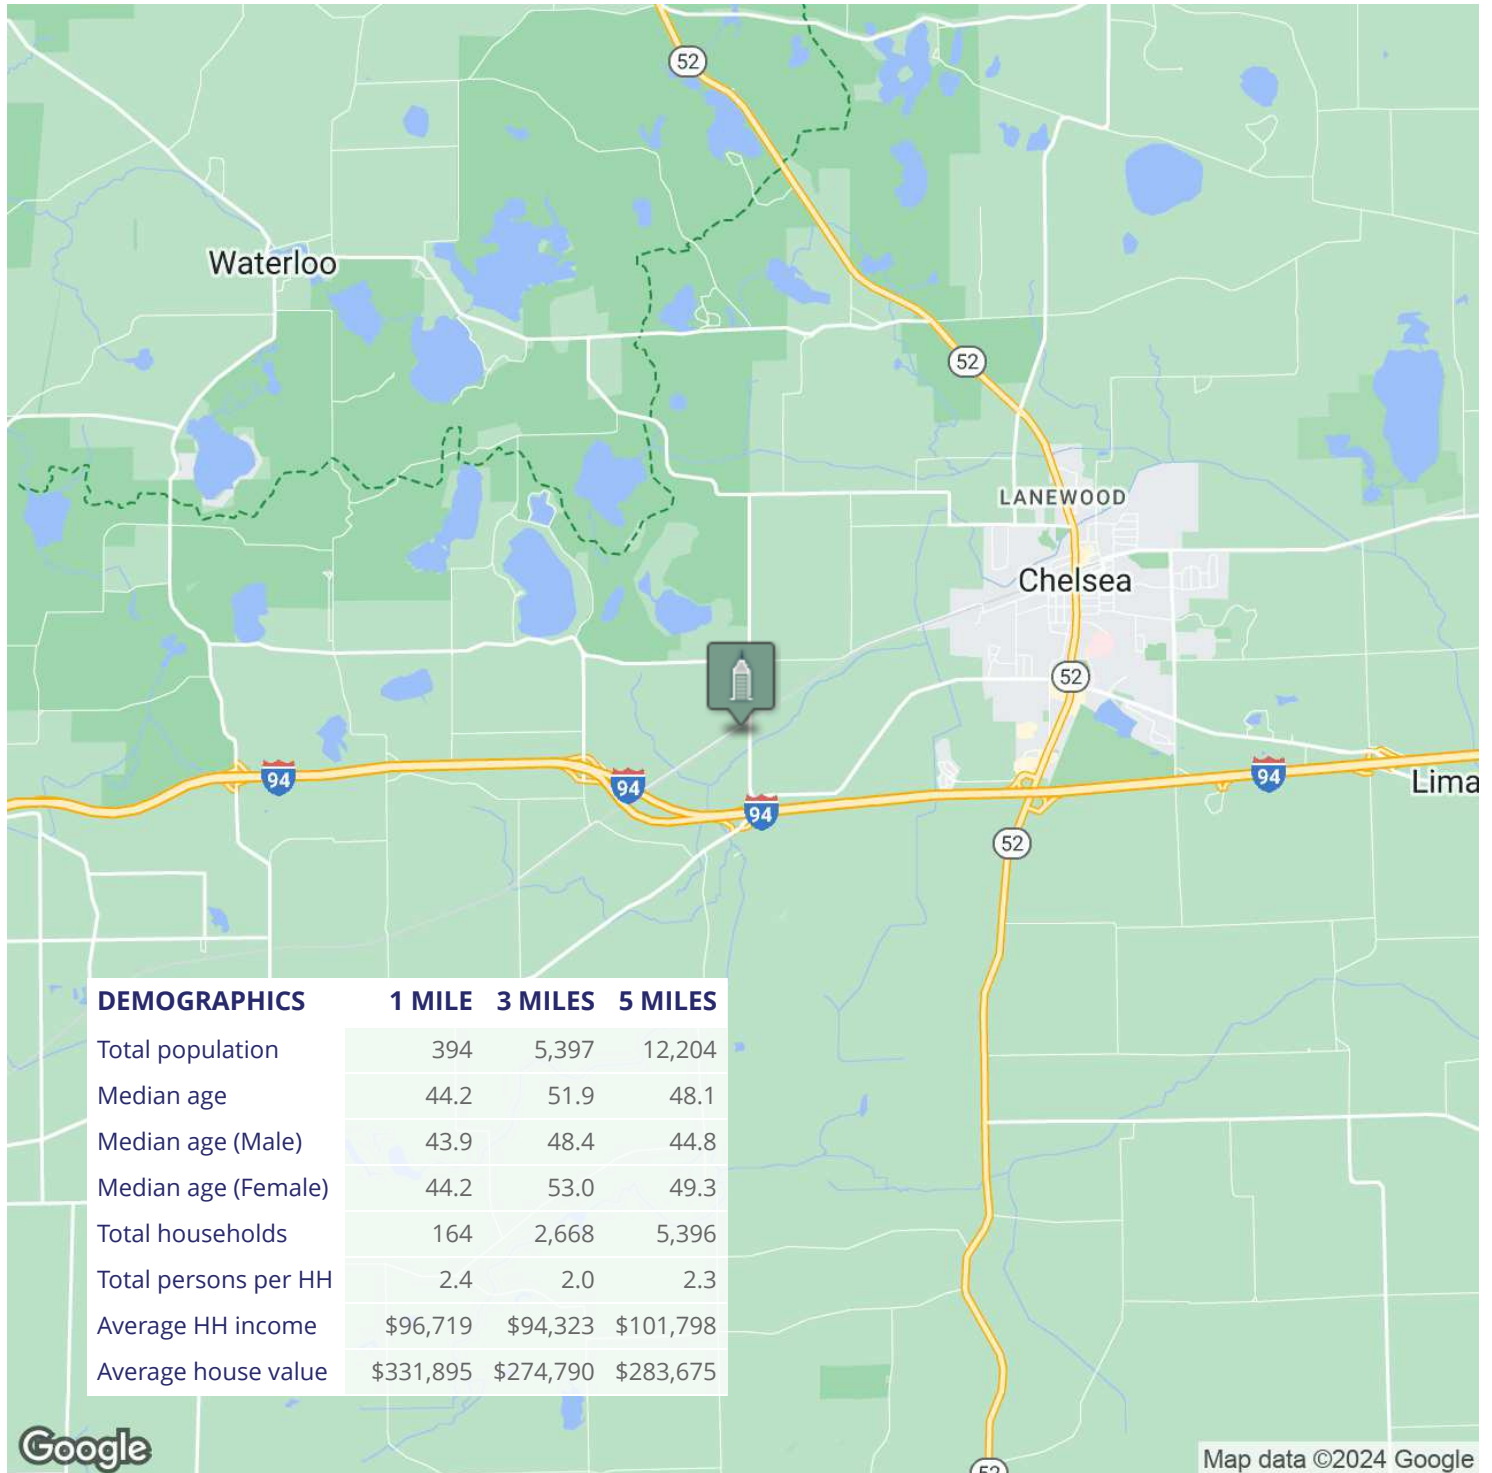 52
Waterloo
52
LANEWOOD
Chelsea
52
94
94
94
94
Lima
52
DEMOGRAPHICS 1 MILE 3 MILES 5 MILES
Total population 394 5,397 12,204
Median age 44.2 51.9 48.1
Median age (Male) 43.9 48.4 44.8
Median age (Female) 44.2 53.0 49.3
Total households 164 2,668 5,396
Total persons per HH 2.4 2.0 2.3
Average HH income $96,719 $94,323 $101,798
Average house value $331,895 $274,790 $283,675
Google
Map data ©2024 Google
52